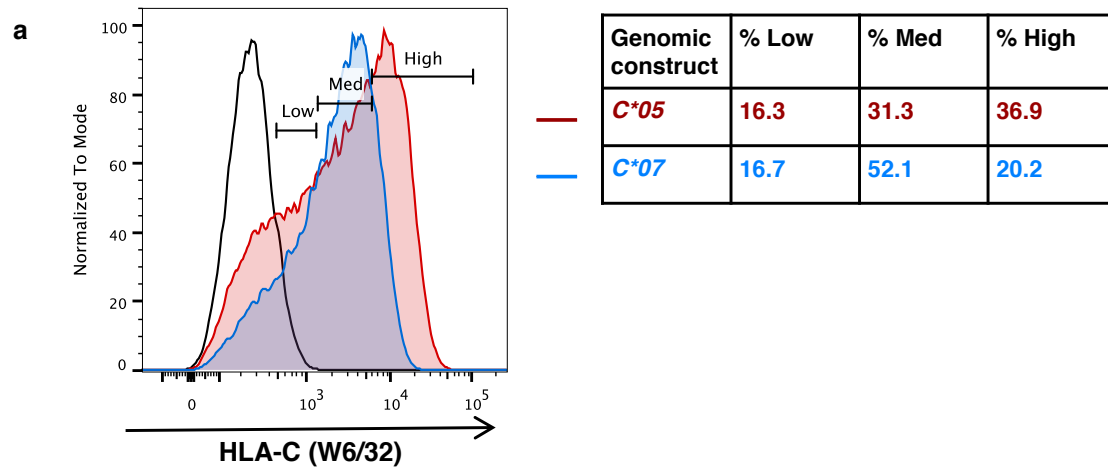 a
Normalized To Mode
100
80
60
40
20
0
High
Med
Low
0 10³ 10⁴ 10⁵
HLA-C (W6/32)
Genomic construct % Low % Med % High
C*05 16.3 31.3 36.9
C*07 16.7 52.1 20.2